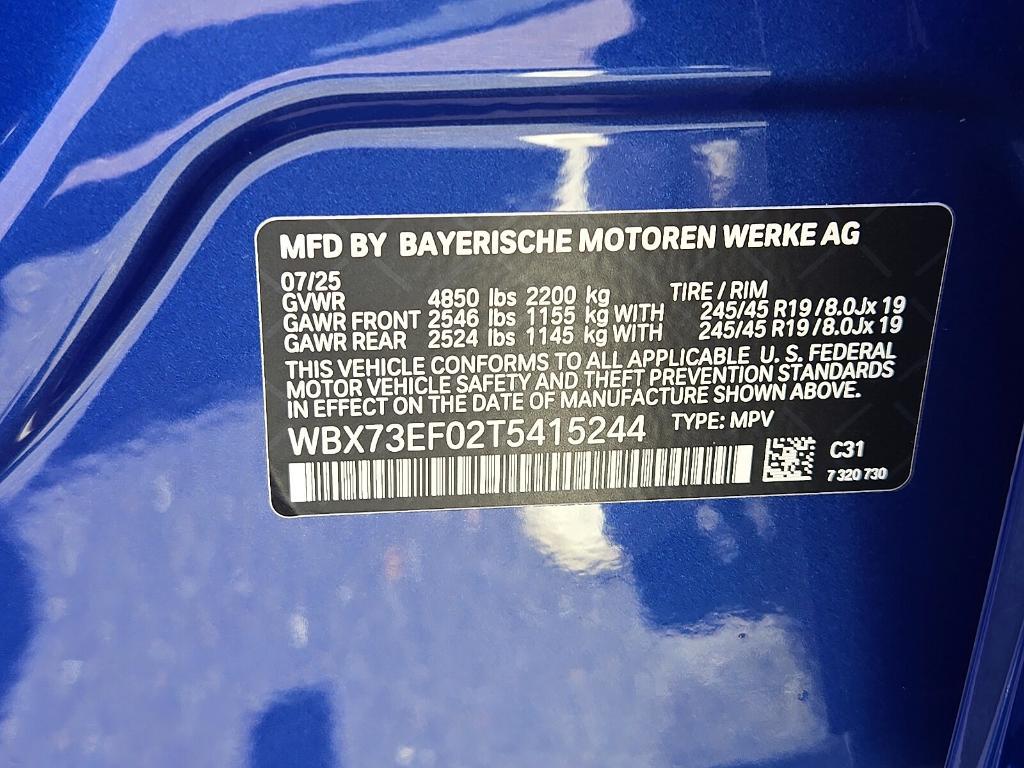 MFD BY BAYERISCHE MOTOREN WERKE AG
07/25
GVWR 4850 lbs 2200 kg TIRE / RIM
GAWR FRONT 2546 lbs 1155 kg WITH 245/45 R19 / 8.0Jx 19
GAWR REAR 2524 lbs 1145 kg WITH 245/45 R19 / 8.0Jx 19
THIS VEHICLE CONFORMS TO ALL APPLICABLE U. S. FEDERAL
MOTOR VEHICLE SAFETY AND THEFT PREVENTION STANDARDS
IN EFFECT ON THE DATE OF MANUFACTURE SHOWN ABOVE.
WBX73EF02T5415244 TYPE: MPV
C31
7 320 730